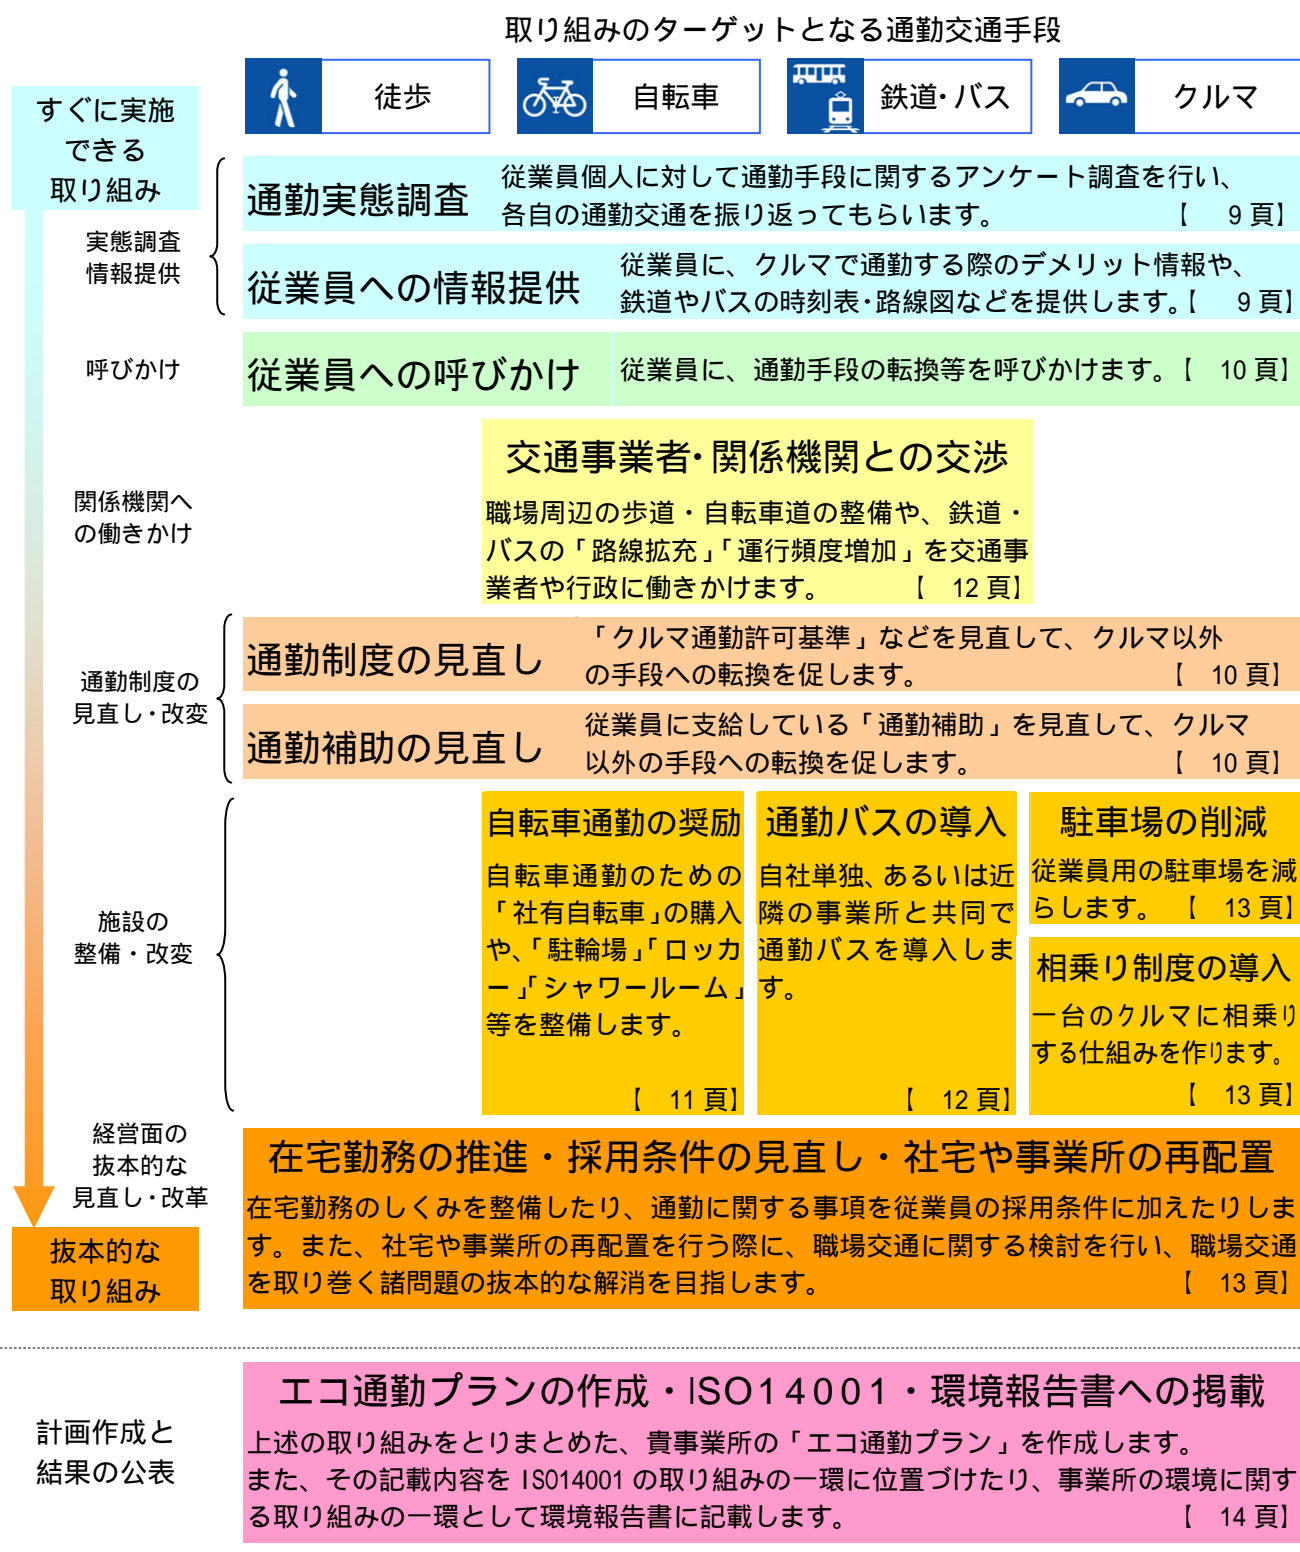 取り組みのターゲットとなる通勤交通手段
徒歩
自転車
鉄道・バス
クルマ
すぐに実施
できる
取り組み
実態調査
情報提供
通勤実態調査
従業員個人に対して通勤手段に関するアンケート調査を行い、
各自の通勤交通を振り返ってもらいます。 【 9頁】
従業員への情報提供
従業員に、クルマで通勤する際のデメリット情報や、
鉄道やバスの時刻表・路線図などを提供します。【 9頁】
呼びかけ
従業員への呼びかけ
従業員に、通勤手段の転換等を呼びかけます。【 10頁】
関係機関へ
の働きかけ
交通事業者・関係機関との交渉
職場周辺の歩道・自転車道の整備や、鉄道・
バスの「路線拡充」「運行頻度増加」を交通事
業者や行政に働きかけます。 【 12頁】
通勤制度の
見直し・改変
通勤制度の見直し
「クルマ通勤許可基準」などを見直して、クルマ以外
の手段への転換を促します。 【 10頁】
通勤補助の見直し
従業員に支給している「通勤補助」を見直して、クルマ
以外の手段への転換を促します。 【 10頁】
施設の
整備・改変
自転車通勤の奨励
自転車通勤のための
「社有自転車」の購入
や、「駐輪場」「ロッカ
ー」「シャワールーム」
等を整備します。
【 11頁】
通勤バスの導入
自社単独、あるいは近
隣の事業所と共同で
通勤バスを導入しま
す。
【 12頁】
駐車場の削減
従業員用の駐車場を減
らします。 【 13頁】
相乗り制度の導入
一台のクルマに相乗り
する仕組みを作ります。
【 13頁】
経営面の
抜本的な
見直し・改革
抜本的な
取り組み
在宅勤務の推進・採用条件の見直し・社宅や事業所の再配置
在宅勤務のしくみを整備したり、通勤に関する事項を従業員の採用条件に加えたりしま
す。また、社宅や事業所の再配置を行う際に、職場交通に関する検討を行い、職場交通
を取り巻く諸問題の抜本的な解消を目指します。 【 13頁】
計画作成と
結果の公表
エコ通勤プランの作成・ISO14001・環境報告書への掲載
上述の取り組みをとりまとめた、貴事業所の「エコ通勤プラン」を作成します。
また、その記載内容をISO14001の取り組みの一環に位置づけたり、事業所の環境に関す
る取り組みの一環として環境報告書に記載します。 【 14頁】